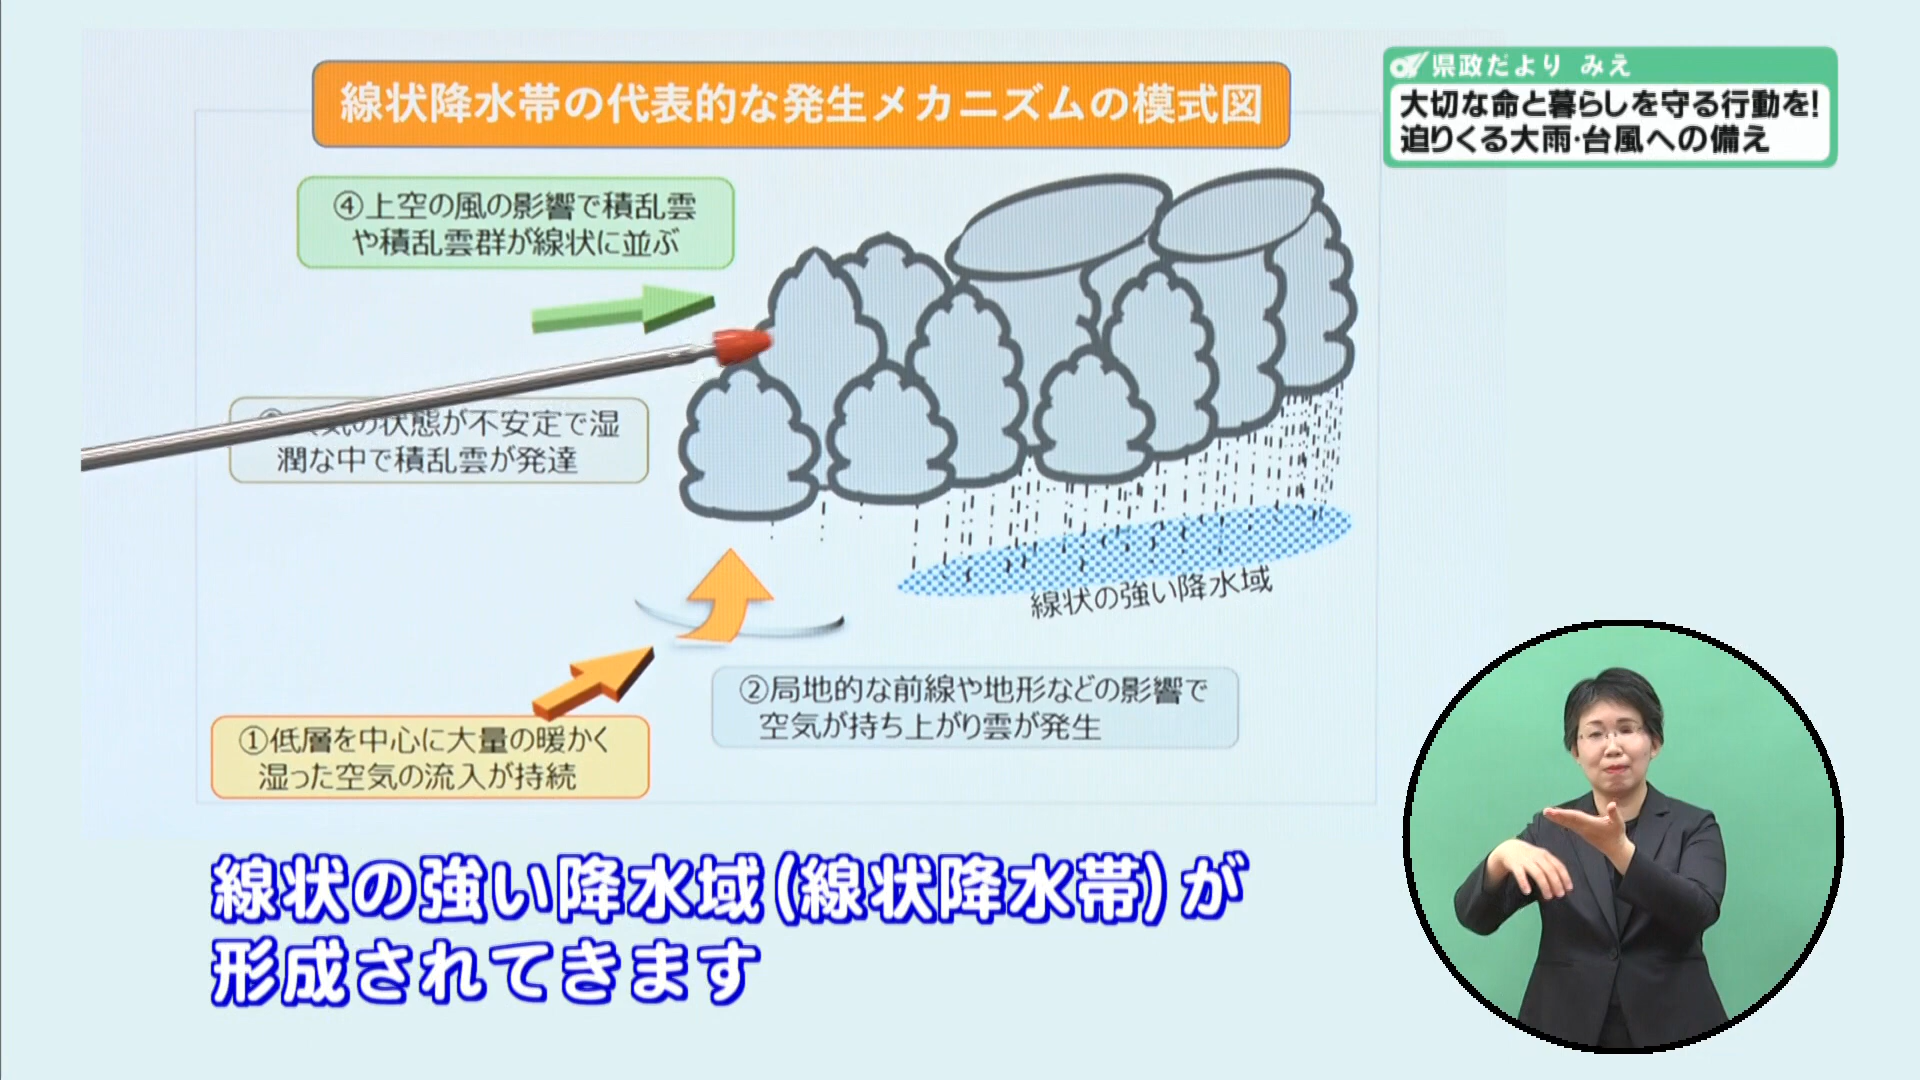 県政だより みえ
大切な命と暮らしを守る行動を!
迫りくる大雨・台風への備え
線状降水帯の代表的な発生メカニズムの模式図
④上空の風の影響で積乱雲
や積乱雲群が線状に並ぶ
の状態が不安定で湿
潤な中で積乱雲が発達
線状の強い降水域
②局地的な前線や地形などの影響で
空気が持ち上がり雲が発生
①低層を中心に大量の暖かく
湿った空気の流入が持続
線状の強い降水域(線状降水帯)が
形成されてきます